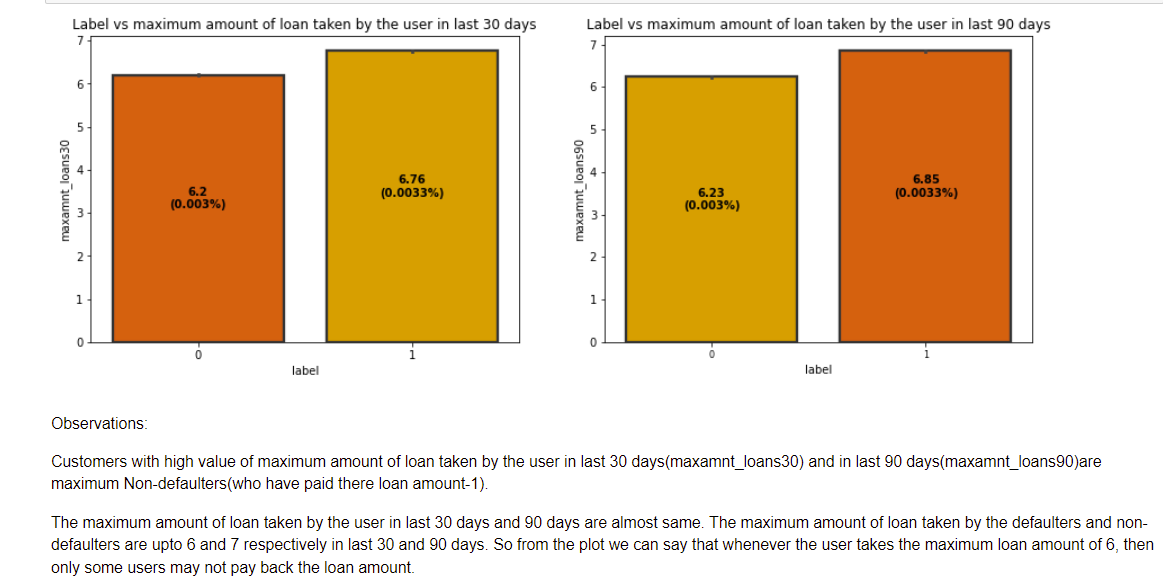 Label vs maximum amount of loan taken by the user in last 30 days
7
6
5
4
3
2
1
0
maxamnt_loans30
6.2
(0.003%)
6.76
(0.0033%)
0
1
label
Label vs maximum amount of loan taken by the user in last 90 days
7
6
5
4
3
2
1
0
maxamnt_loans90
6.23
(0.003%)
6.85
(0.0033%)
0
1
label
Observations:
Customers with high value of maximum amount of loan taken by the user in last 30 days(maxamnt_loans30) and in last 90 days(maxamnt_loans90)are
maximum Non-defaulters(who have paid there loan amount-1).
The maximum amount of loan taken by the user in last 30 days and 90 days are almost same. The maximum amount of loan taken by the defaulters and non-
defaulters are upto 6 and 7 respectively in last 30 and 90 days. So from the plot we can say that whenever the user takes the maximum loan amount of 6, then
only some users may not pay back the loan amount.